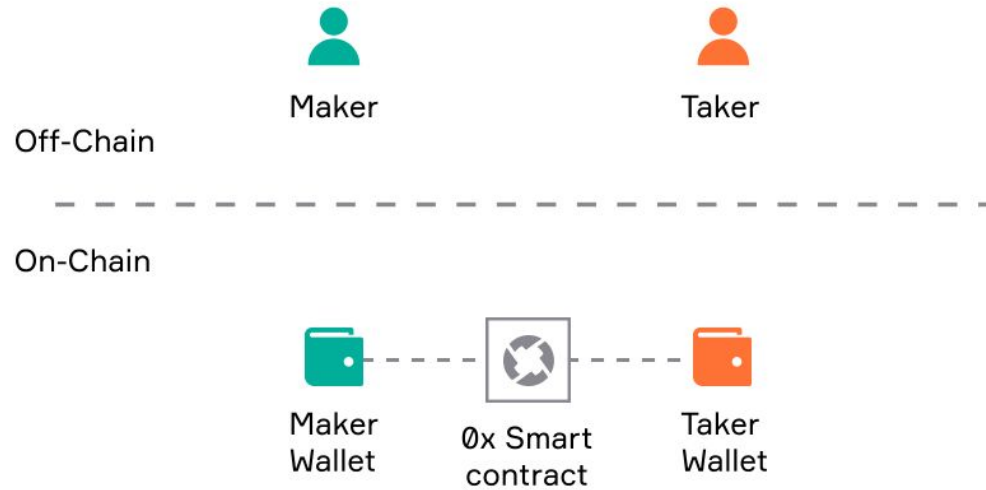 Maker
Taker
Off-Chain
On-Chain
Maker
Wallet
0x Smart
contract
Taker
Wallet